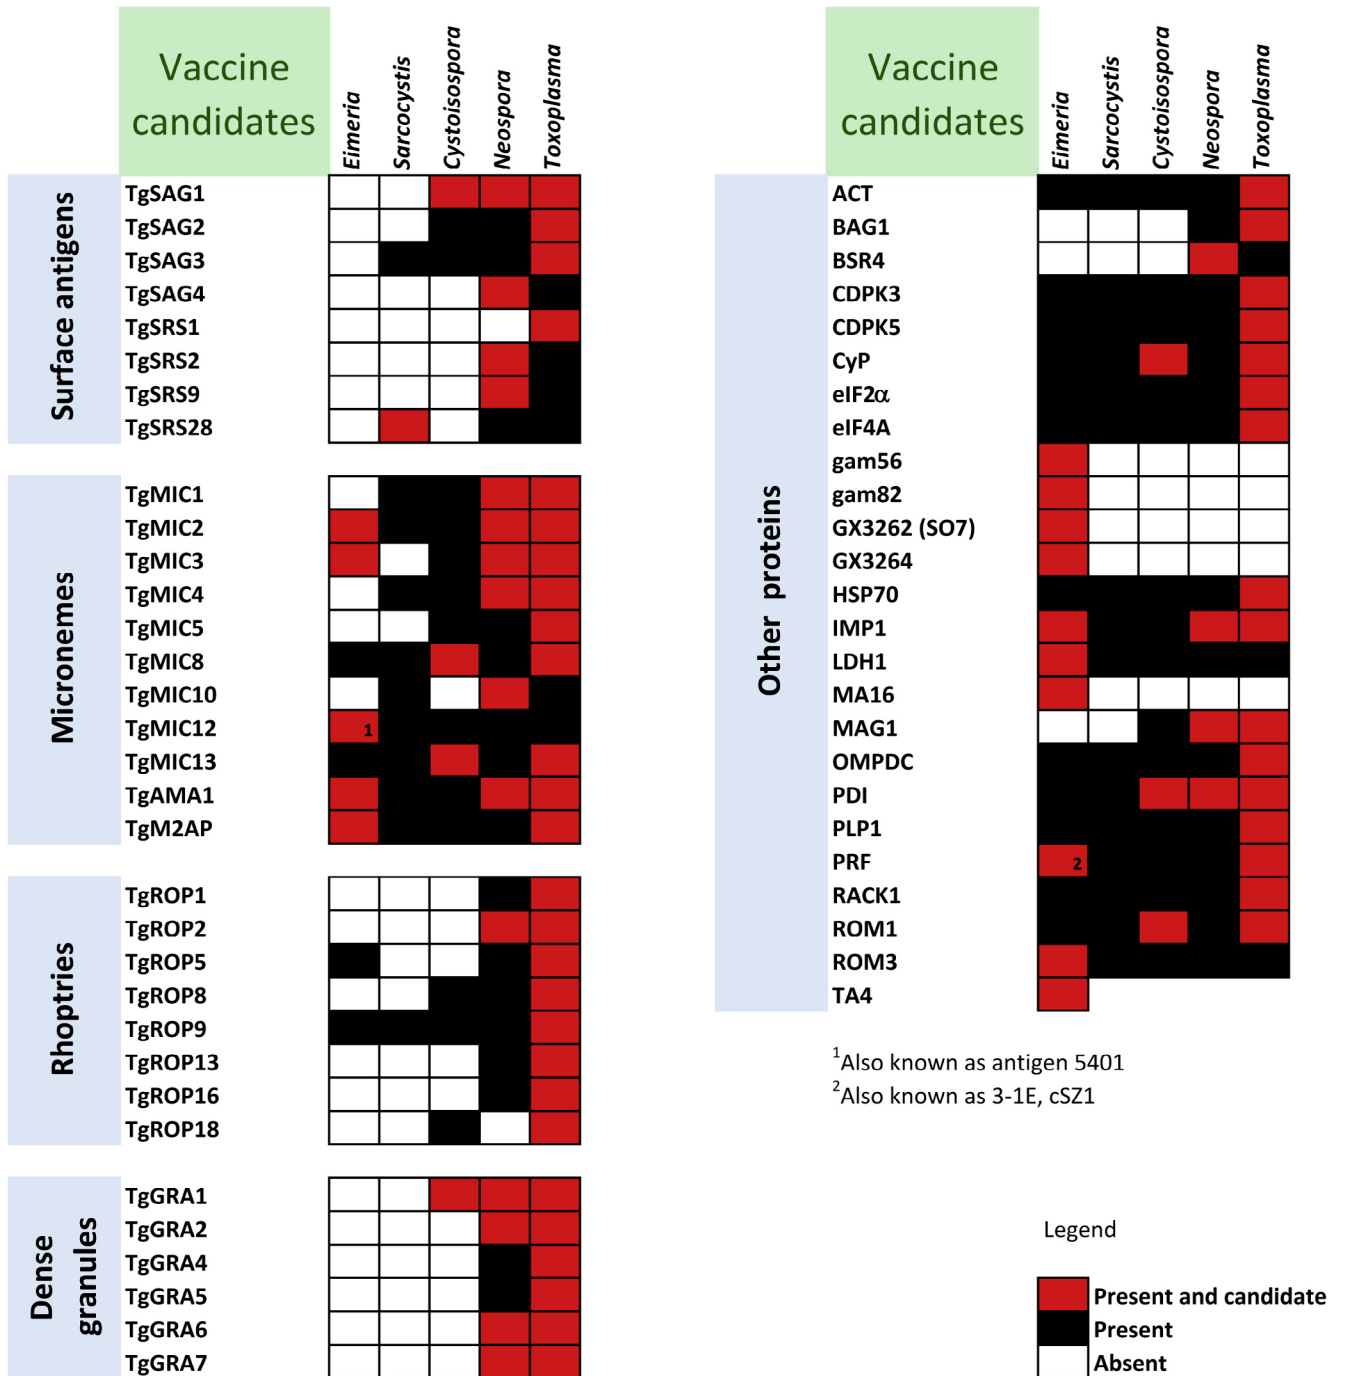 Vaccine
candidates
Eimeria
Sarcocystis
Cystoisospora
Neospora
Toxoplasma
Surface antigens
TgSAG1
TgSAG2
TgSAG3
TgSAG4
TgSRS1
TgSRS2
TgSRS9
TgSRS28
Micronemes
TgMIC1
TgMIC2
TgMIC3
TgMIC4
TgMIC5
TgMIC8
TgMIC10
TgMIC12
1
TgMIC13
TgAMA1
TgM2AP
Rhoptries
TgROP1
TgROP2
TgROP5
TgROP8
TgROP9
TgROP13
TgROP16
TgROP18
Dense
granules
TgGRA1
TgGRA2
TgGRA4
TgGRA5
TgGRA6
TgGRA7
Vaccine
candidates
Eimeria
Sarcocystis
Cystoisospora
Neospora
Toxoplasma
Other proteins
ACT
BAG1
BSR4
CDPK3
CDPK5
CyP
eIF2α
eIF4A
gam56
gam82
GX3262 (SO7)
GX3264
HSP70
IMP1
LDH1
MA16
MAG1
OMPDC
PDI
PLP1
PRF
2
RACK1
ROM1
ROM3
TA4
¹Also known as antigen 5401
²Also known as 3-1E, cSZ1
Legend
Present and candidate
Present
Absent